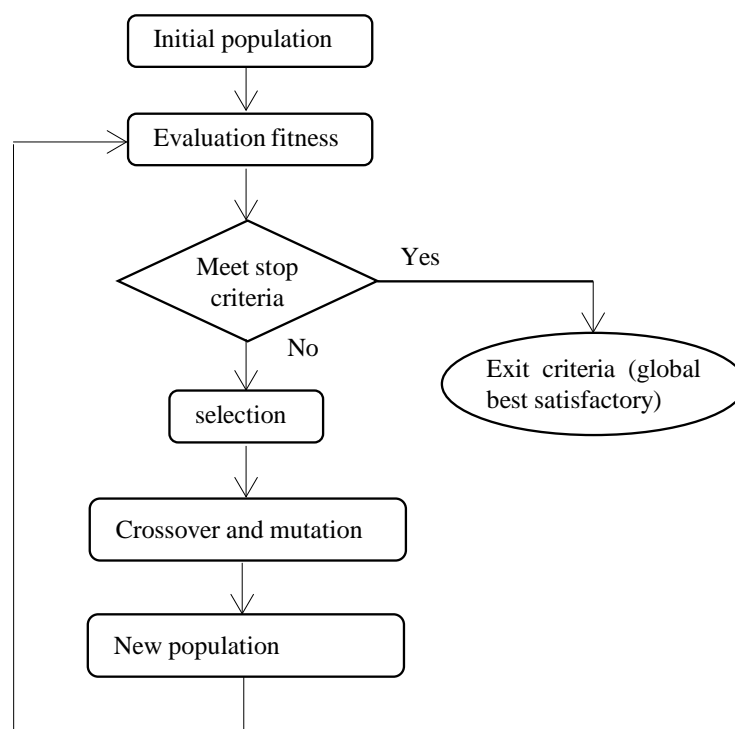 Initial population
Evaluation fitness
Meet stop
criteria
Yes
No
Exit criteria (global
best satisfactory)
selection
Crossover and mutation
New population